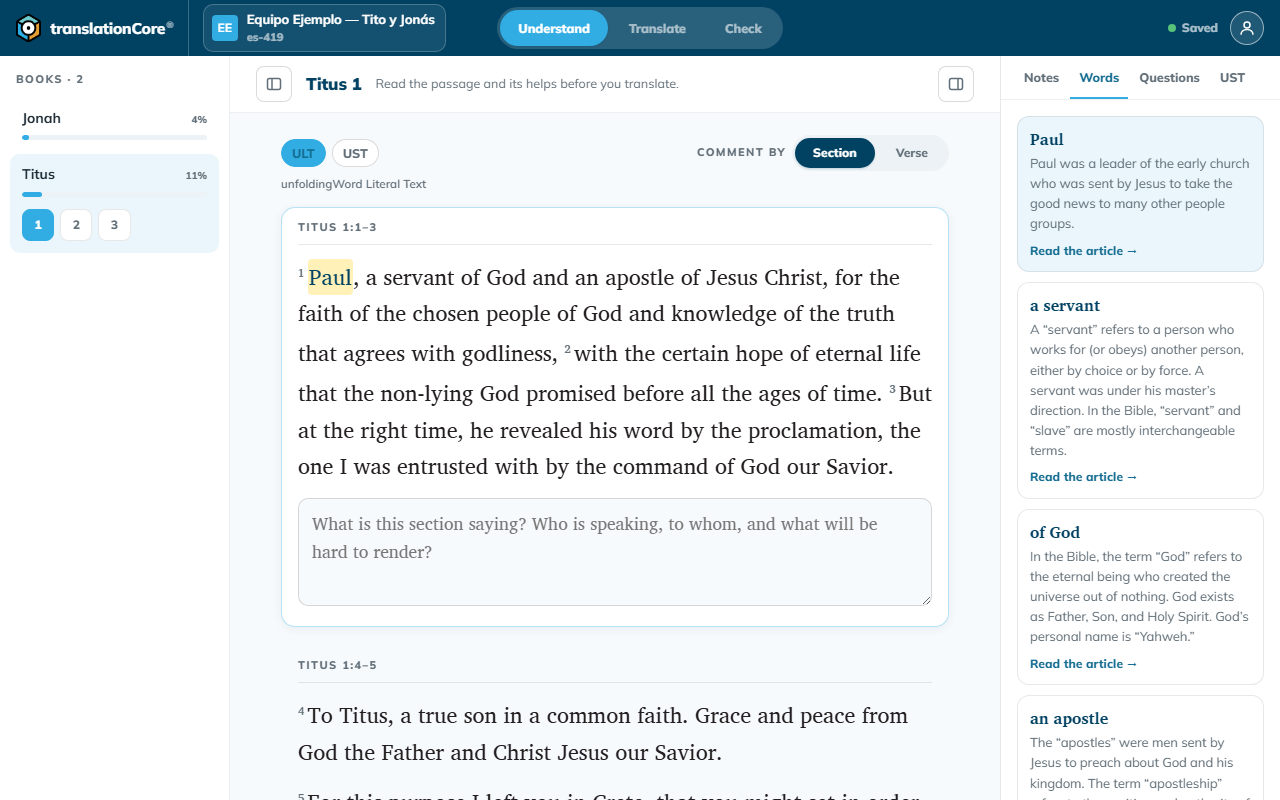 translationCore®
EE
Equipo Ejemplo — Tito y Jonás
es-419
Understand
Translate
Check
Saved
BOOKS · 2
Jonah
4%
Titus
11%
1
2
3
Titus 1
Read the passage and its helps before you translate.
ULT
UST
COMMENT BY
Section
Verse
unfoldingWord Literal Text
TITUS 1:1–3
1 Paul, a servant of God and an apostle of Jesus Christ, for the
faith of the chosen people of God and knowledge of the truth
that agrees with godliness, 2 with the certain hope of eternal life
that the non-lying God promised before all the ages of time. 3 But
at the right time, he revealed his word by the proclamation, the
one I was entrusted with by the command of God our Savior.
What is this section saying? Who is speaking, to whom, and what will be
hard to render?
TITUS 1:4–5
4 To Titus, a true son in a common faith. Grace and peace from
God the Father and Christ Jesus our Savior.
5 For this purpose I left you in Crete, that you might set in order
Notes
Words
Questions
UST
Paul
Paul was a leader of the early church
who was sent by Jesus to take the
good news to many other people
groups.
Read the article →
a servant
A “servant” refers to a person who
works for (or obeys) another person,
either by choice or by force. A
servant was under his master’s
direction. In the Bible, “servant” and
“slave” are mostly interchangeable
terms.
Read the article →
of God
In the Bible, the term “God” refers to
the eternal being who created the
universe out of nothing. God exists
as Father, Son, and Holy Spirit. God’s
personal name is “Yahweh.”
Read the article →
an apostle
The “apostles” were men sent by
Jesus to preach about God and his
kingdom. The term “apostleship”